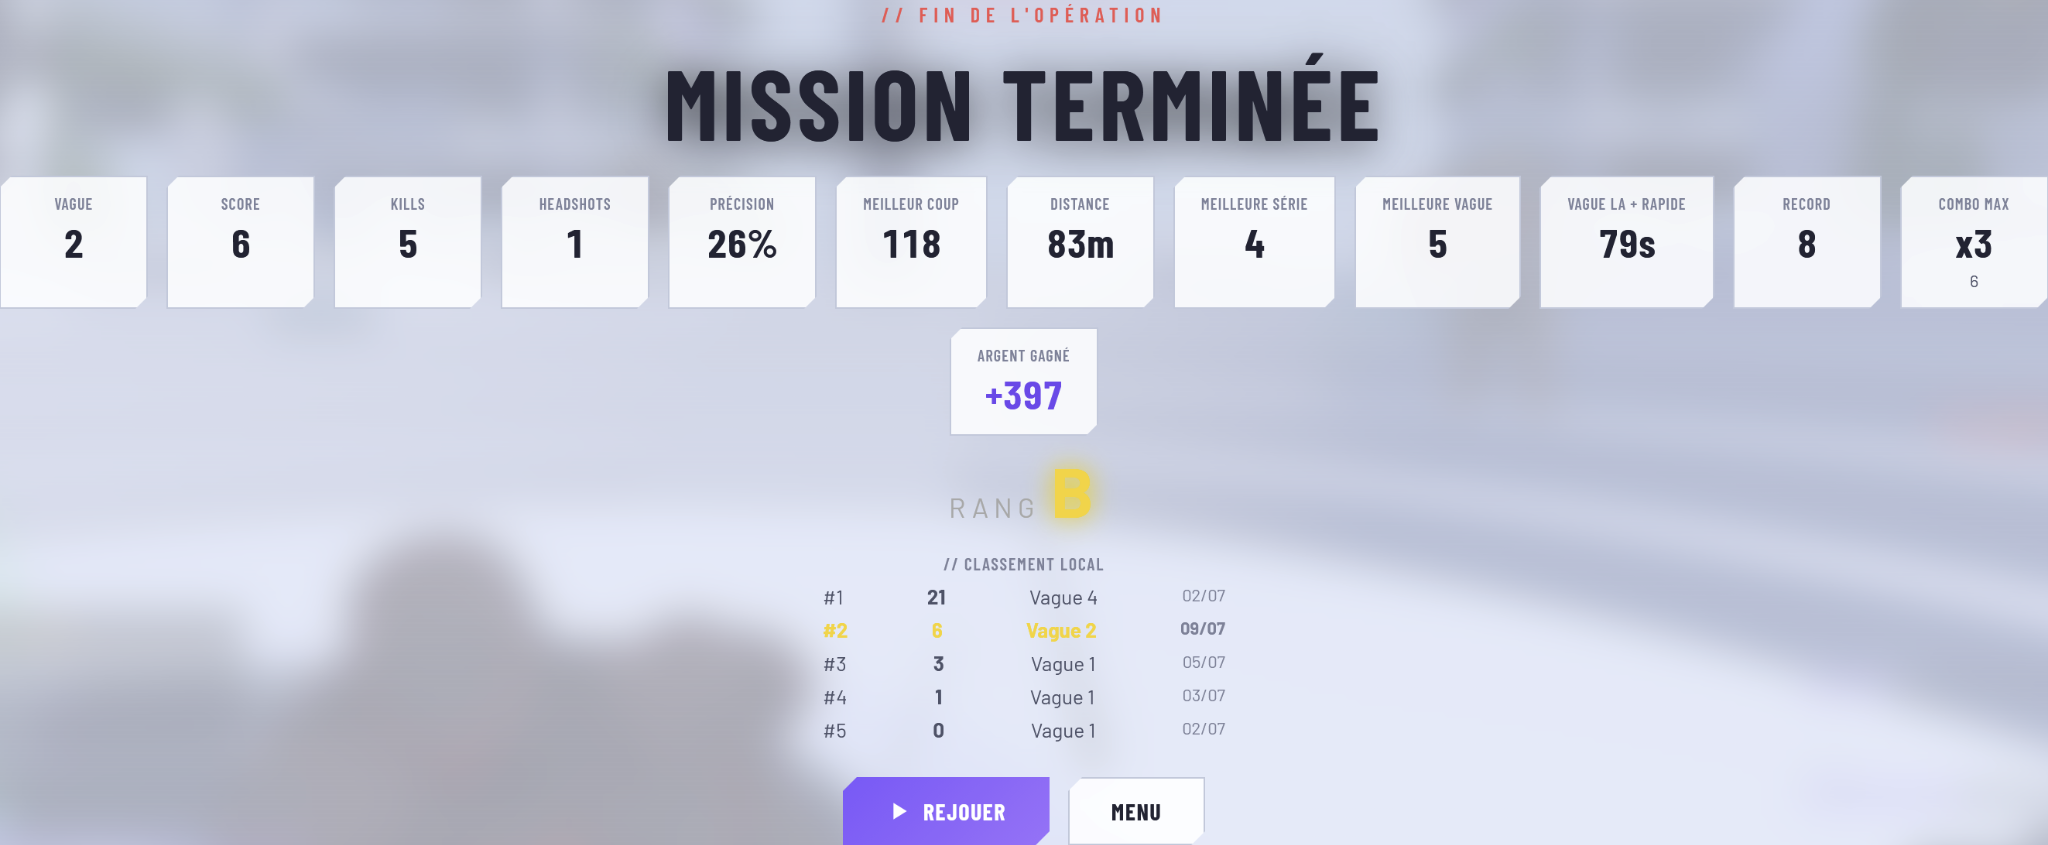 // FIN DE L'OPÉRATION
MISSION TERMINÉE
VAGUE
2
SCORE
6
KILLS
5
HEADSHOTS
1
PRÉCISION
26%
MEILLEUR COUP
118
DISTANCE
83m
MEILLEURE SÉRIE
4
MEILLEURE VAGUE
5
VAGUE LA + RAPIDE
79s
RECORD
8
COMBO MAX
x3
6
ARGENT GAGNÉ
+397
RANG B
// CLASSEMENT LOCAL
#1 21 Vague 4 02/07
#2 6 Vague 2 09/07
#3 3 Vague 1 05/07
#4 1 Vague 1 03/07
#5 0 Vague 1 02/07
REJOUER
MENU